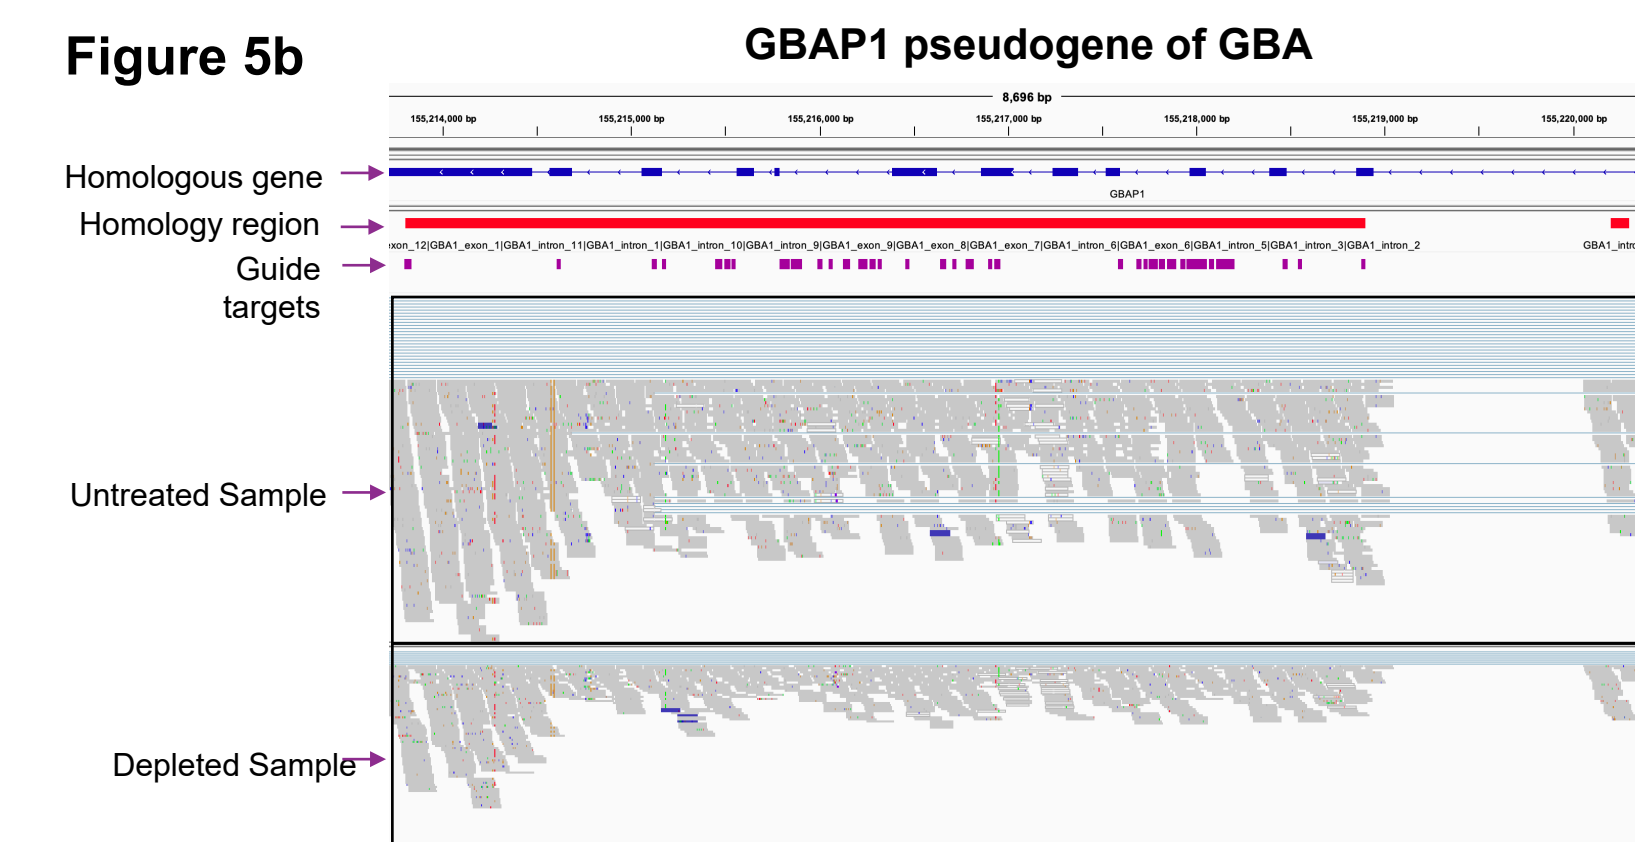 Figure 5b
GBAP1 pseudogene of GBA
8,696 bp
155,214,000 bp 155,215,000 bp 155,216,000 bp 155,217,000 bp 155,218,000 bp 155,219,000 bp 155,220,000 bp
Homologous gene
GBAP1
Homology region
exon_12|GBA1_exon_1|GBA1_intron_11|GBA1_intron_1|GBA1_intron_10|GBA1_intron_9|GBA1_exon_9|GBA1_exon_8|GBA1_exon_7|GBA1_intron_6|GBA1_exon_6|GBA1_intron_5|GBA1_intron_3|GBA1_intron_2 GBA1_intro
Guide
targets
Untreated Sample
Depleted Sample